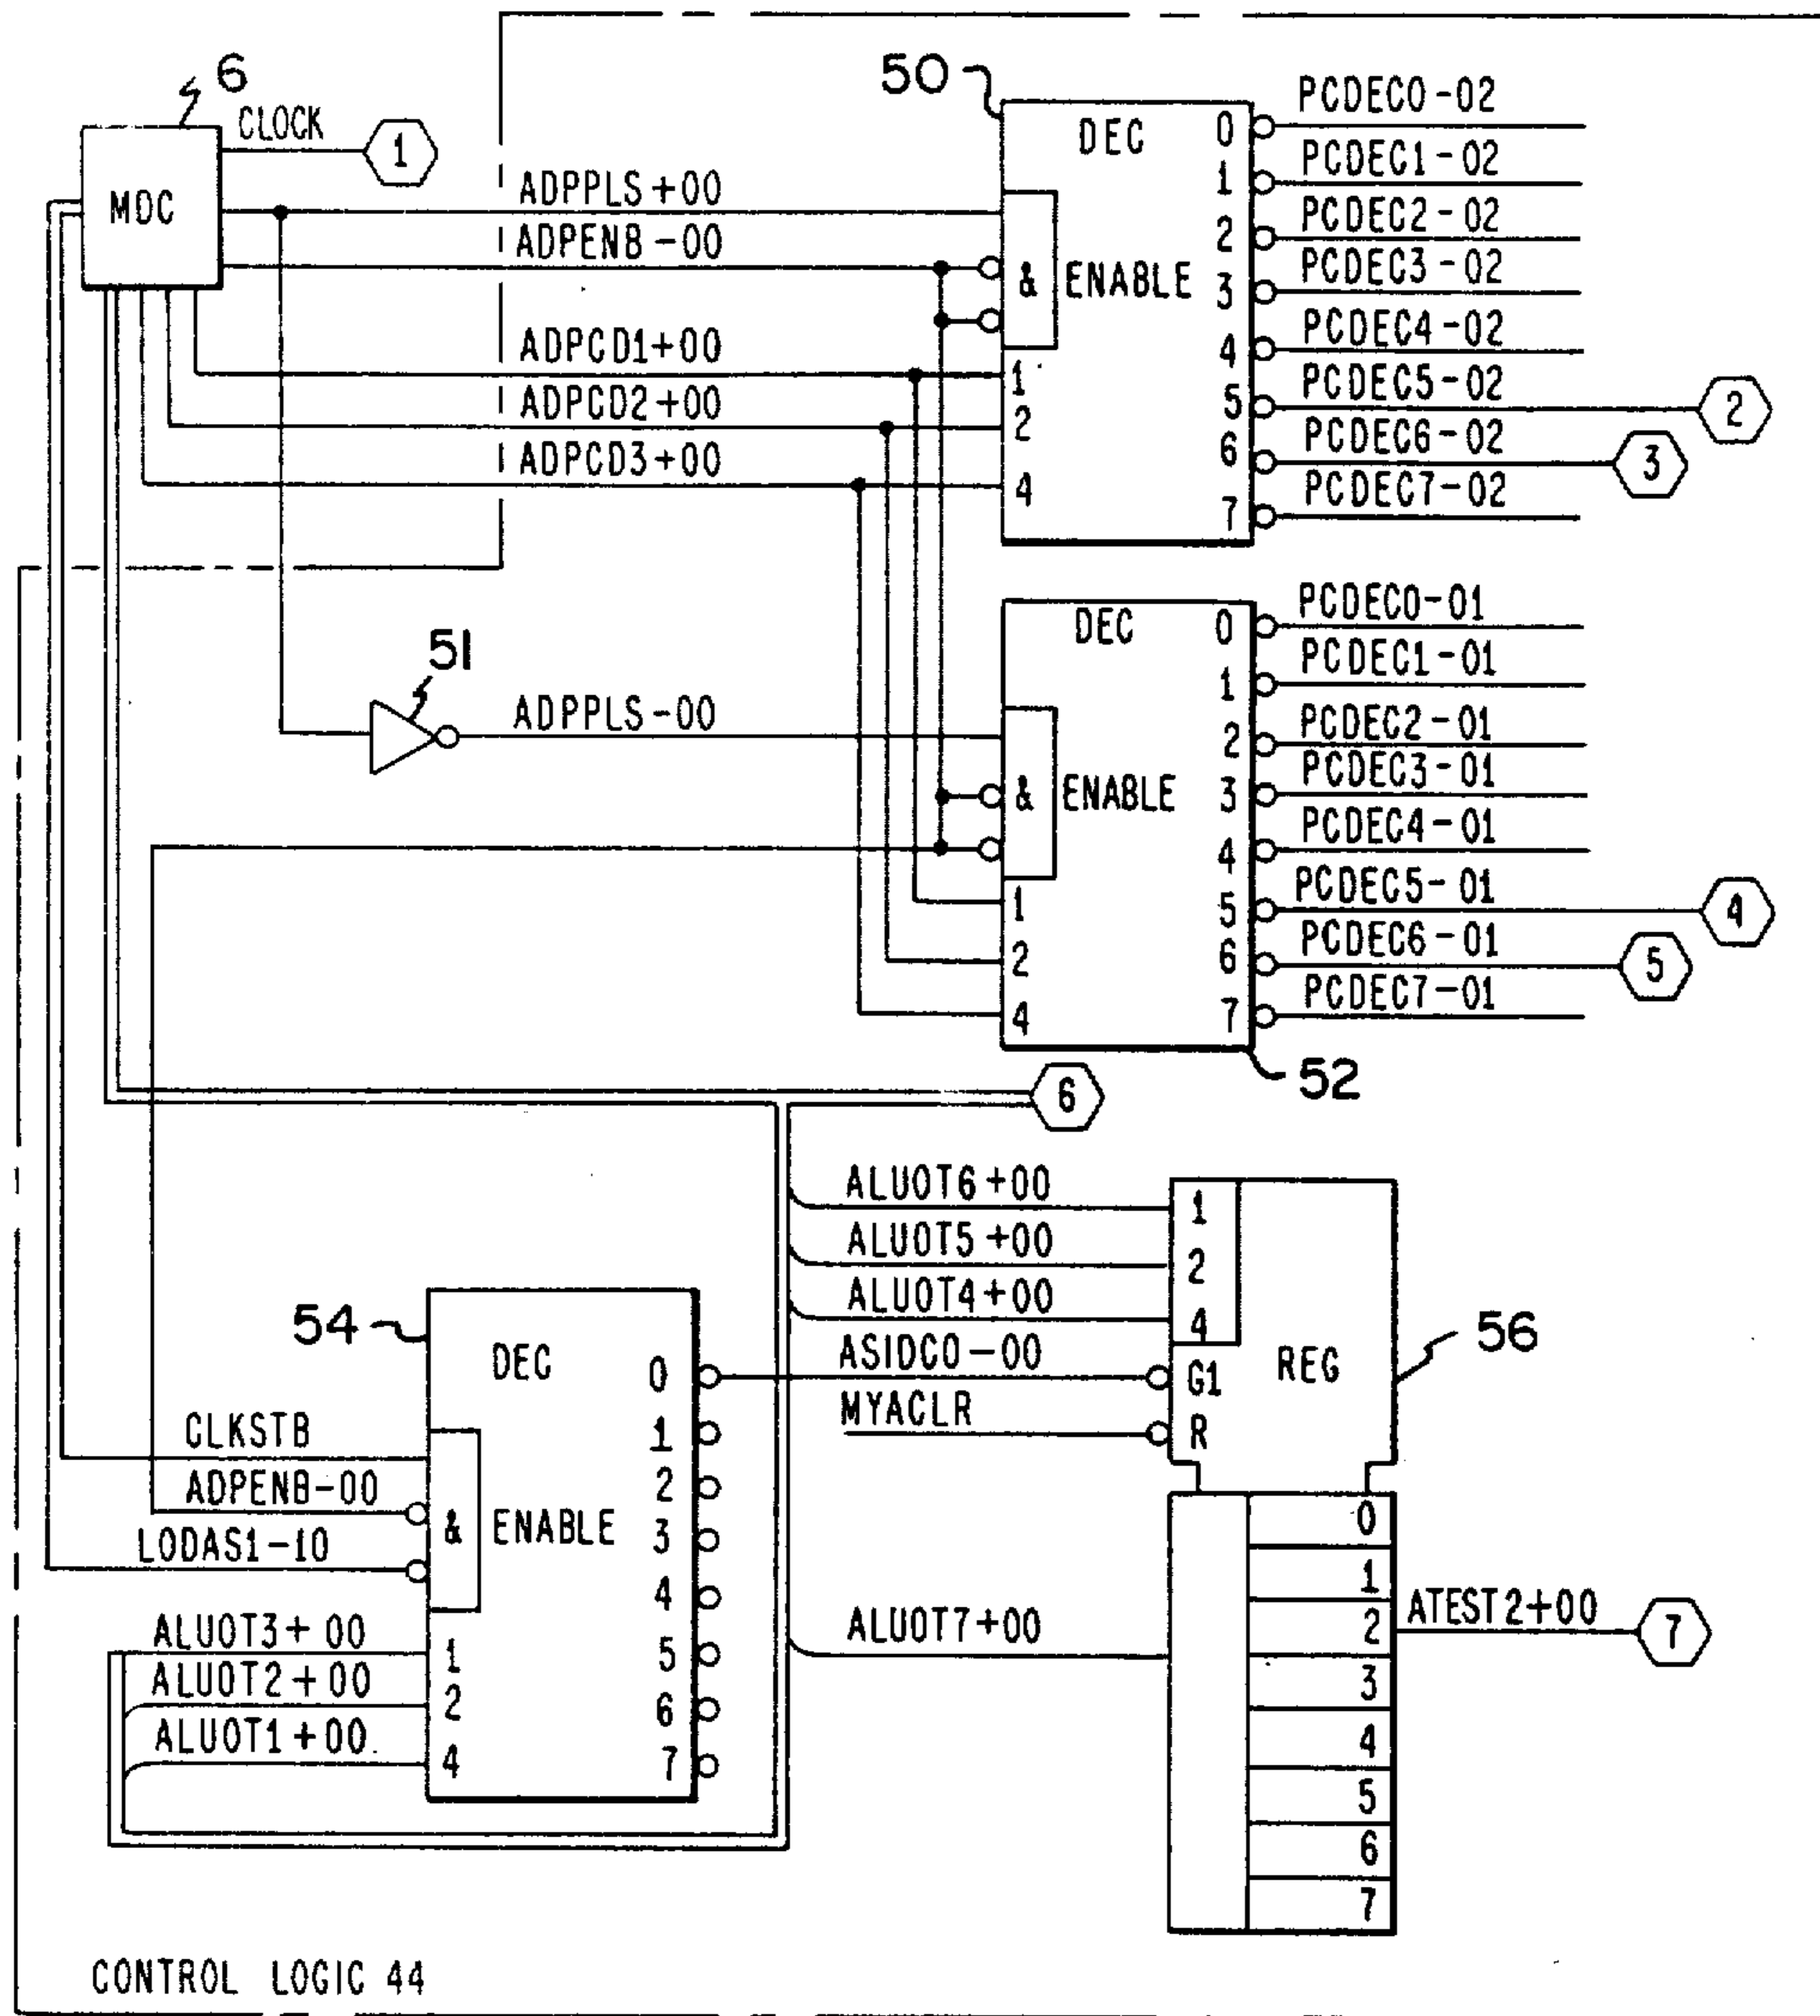 6
CLOCK
1
MDC
50
DEC
ADPPLS+00
ADPENB-00
&
ENABLE
ADPCD1+00
1
ADPCD2+00
2
ADPCD3+00
4
0
PCDEC0-02
1
PCDEC1-02
2
PCDEC2-02
3
PCDEC3-02
4
PCDEC4-02
5
PCDEC5-02
2
6
PCDEC6-02
3
7
PCDEC7-02
51
ADPPLS-00
DEC
&
ENABLE
1
2
4
0
PCDEC0-01
1
PCDEC1-01
2
PCDEC2-01
3
PCDEC3-01
4
PCDEC4-01
5
PCDEC5-01
4
6
PCDEC6-01
5
7
PCDEC7-01
52
6
ALUOT6+00
1
ALUOT5+00
2
ALUOT4+00
4
ASIDC0-00
G1
MYACLR
R
REG
56
54
DEC
CLKSTB
ADPENB-00
LODAS1-10
&
ENABLE
ALUOT3+00
1
ALUOT2+00
2
ALUOT1+00
4
0
1
2
3
4
5
6
7
ALUOT7+00
0
1
2
ATEST2+00
7
3
4
5
6
7
CONTROL LOGIC 44